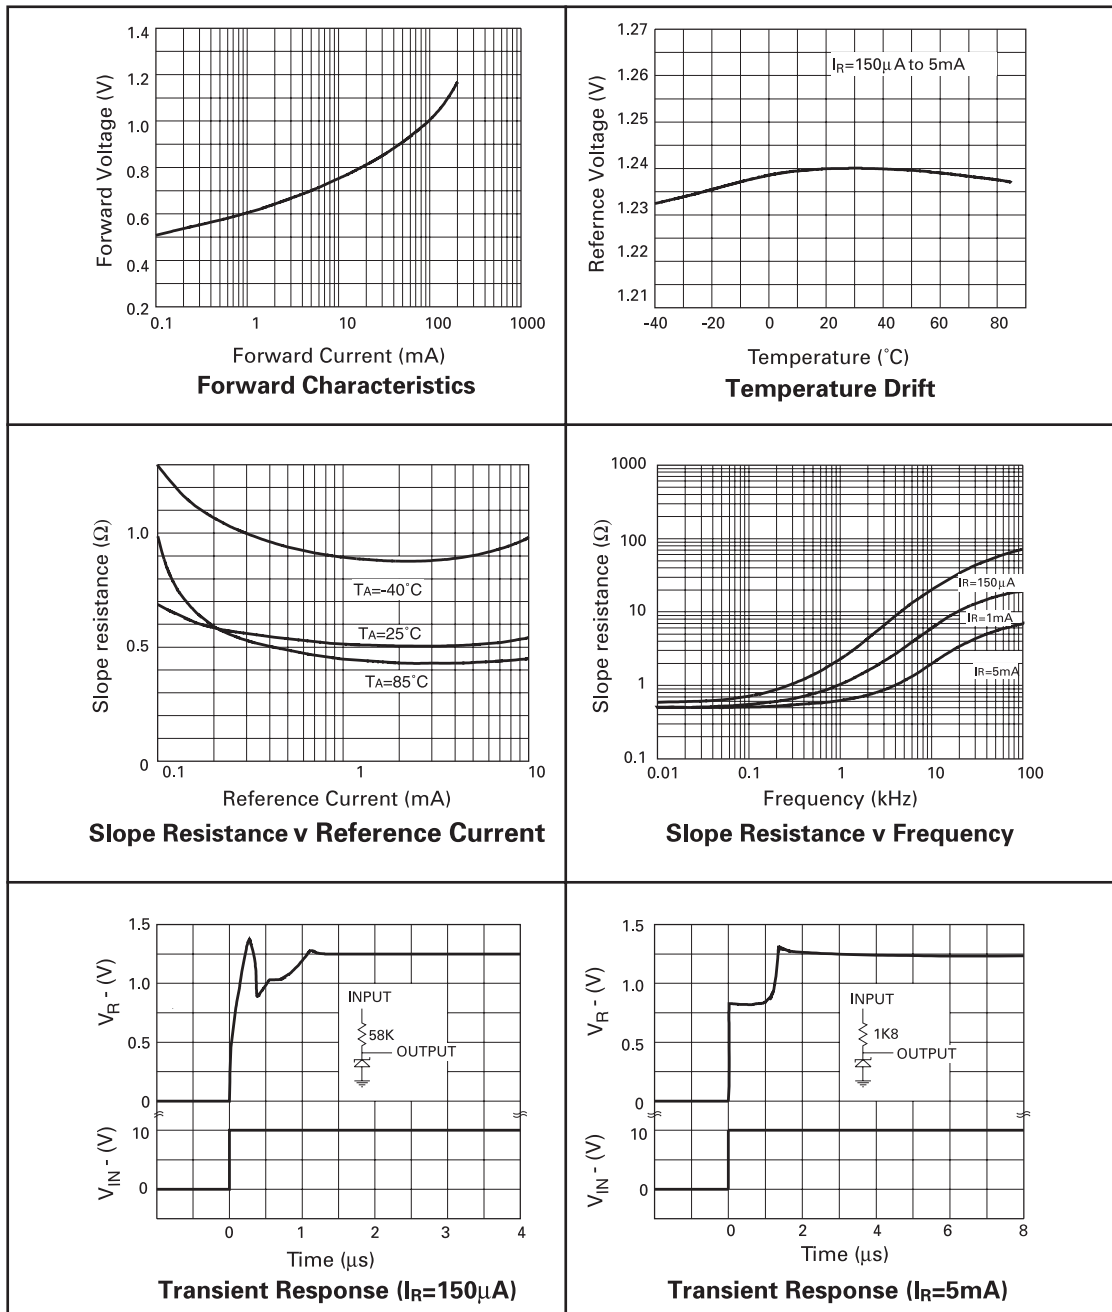 1.4
1.2
1.0
0.8
0.6
0.4
0.2
Forward Voltage (V)
0.1 1 10 100 1000
Forward Current (mA)
Forward Characteristics
1.27
1.26
1.25
1.24
1.23
1.22
1.21
Refernce Voltage (V)
IR=150µA to 5mA
-40 -20 0 20 40 60 80
Temperature (°C)
Temperature Drift
1.0
0.5
0
Slope resistance (Ω)
TA=-40°C
TA=25°C
TA=85°C
0.1 1 10
Reference Current (mA)
Slope Resistance v Reference Current
1000
100
10
1
0.1
Slope resistance (Ω)
IR=150µA
IR=1mA
IR=5mA
0.01 0.1 1 10 100
Frequency (kHz)
Slope Resistance v Frequency
1.5
1.0
0.5
0
VR - (V)
INPUT
58K
OUTPUT
10
0
VIN - (V)
0 1 2 3 4
Time (µs)
Transient Response (IR=150µA)
1.5
1.0
0.5
0
VR - (V)
INPUT
1K8
OUTPUT
10
0
VIN - (V)
0 2 4 6 8
Time (µs)
Transient Response (IR=5mA)